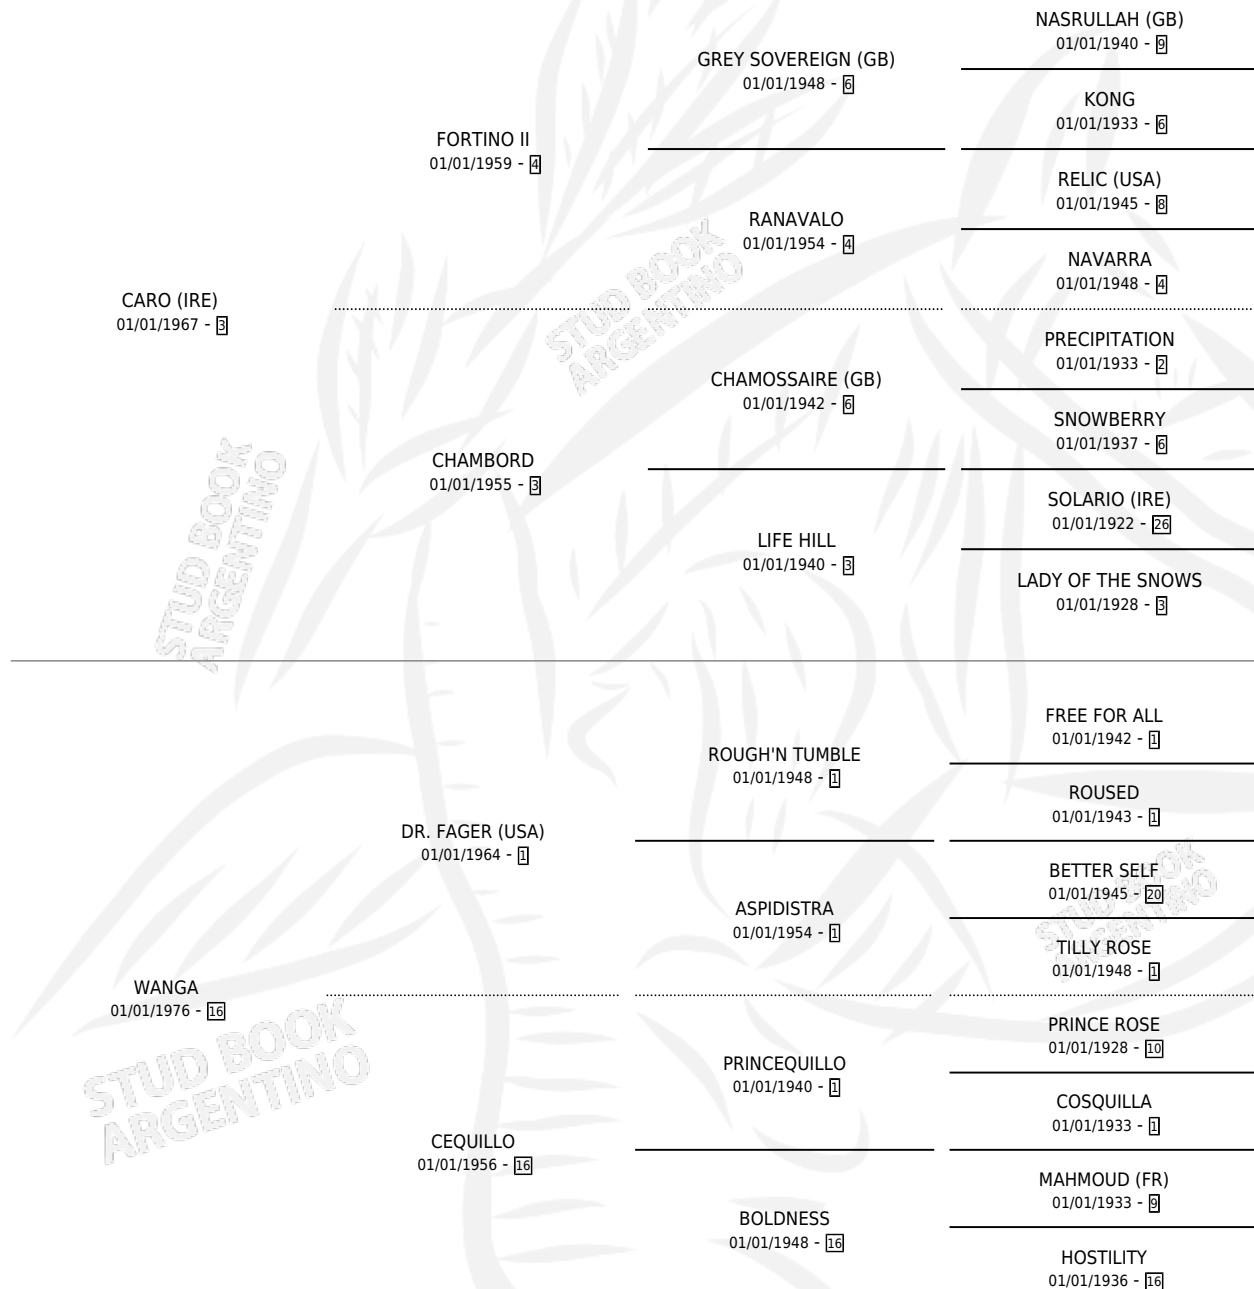 NASRULLAH (GB)
01/01/1940 - 9
GREY SOVEREIGN (GB)
01/01/1948 - 6
KONG
01/01/1933 - 6
FORTINO II
01/01/1959 - 4
RELIC (USA)
01/01/1945 - 8
RANAVALO
01/01/1954 - 4
NAVARRA
01/01/1948 - 4
CARO (IRE)
01/01/1967 - 3
PRECIPITATION
01/01/1933 - 2
CHAMOSSAIRE (GB)
01/01/1942 - 6
SNOWBERRY
01/01/1937 - 6
CHAMBORD
01/01/1955 - 3
SOLARIO (IRE)
01/01/1922 - 26
LIFE HILL
01/01/1940 - 3
LADY OF THE SNOWS
01/01/1928 - 3
FREE FOR ALL
01/01/1942 - 1
ROUGH'N TUMBLE
01/01/1948 - 1
ROUSED
01/01/1943 - 1
DR. FAGER (USA)
01/01/1964 - 1
BETTER SELF
01/01/1945 - 20
ASPIDISTRA
01/01/1954 - 1
TILLY ROSE
01/01/1948 - 1
WANGA
01/01/1976 - 16
PRINCE ROSE
01/01/1928 - 10
PRINCEQUILLO
01/01/1940 - 1
COSQUILLA
01/01/1933 - 1
CEQUILLO
01/01/1956 - 16
MAHMOUD (FR)
01/01/1933 - 9
BOLDNESS
01/01/1948 - 16
HOSTILITY
01/01/1936 - 16
STUD BOOK
ARGENTINO
STUD BOOK
ARGENTINO
STUD BOOK
ARGENTINO
STUD BOOK
ARGENTINO